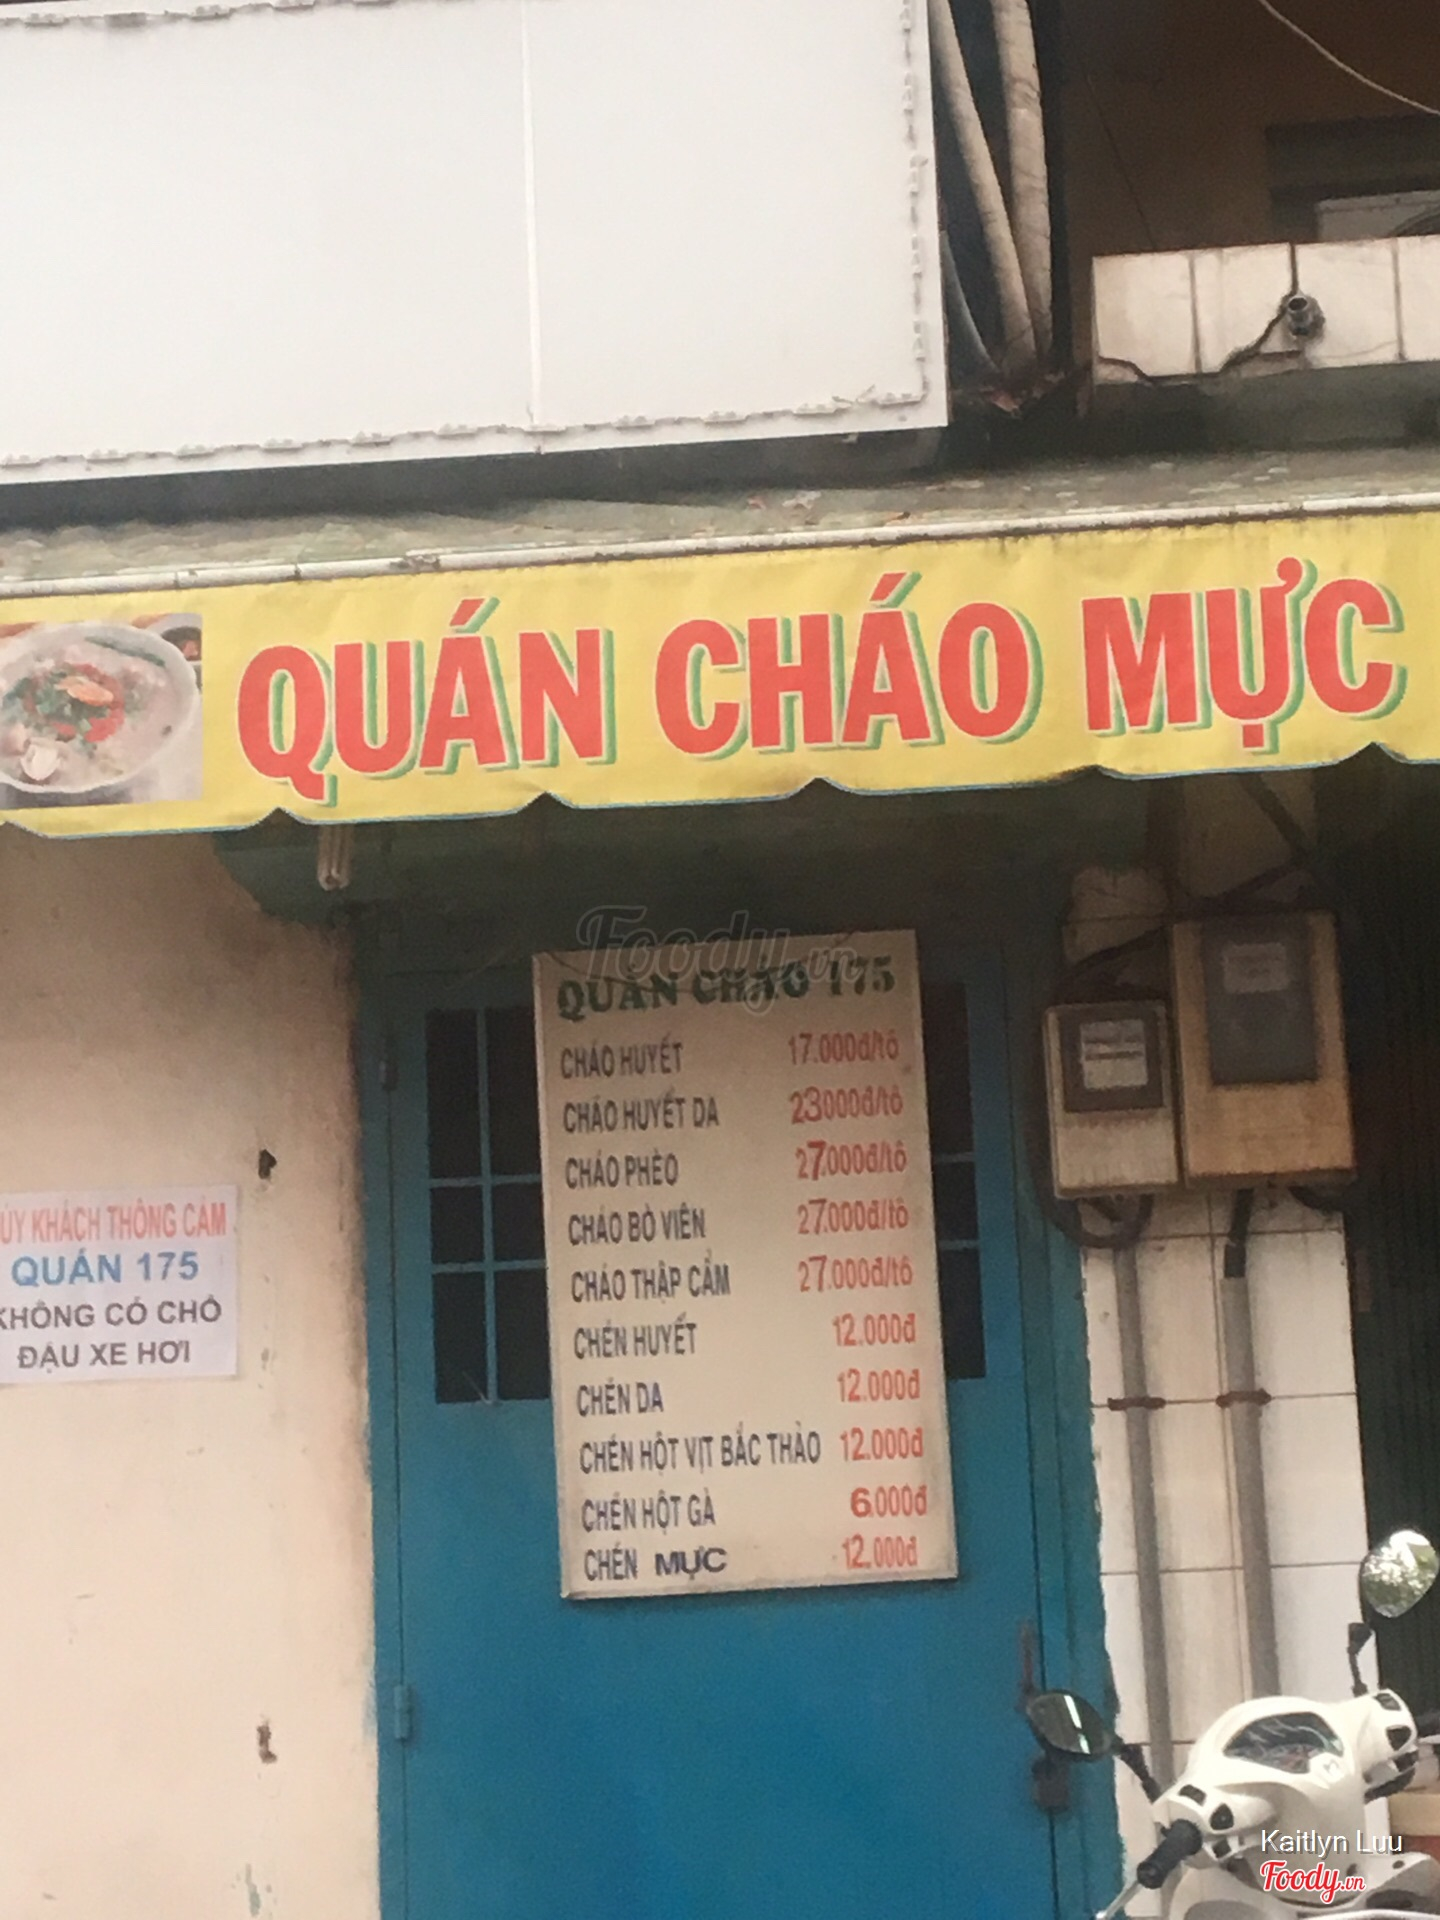 QUÁN CHÁO MỰC
Foody.vn
QUÁN CHÁO 175
CHÁO HUYẾT 17.000đ/tô
CHÁO HUYẾT DA 23000đ/tô
CHÁO PHÈO 27.000đ/tô
CHÁO BÒ VIÊN 27.000đ/tô
CHÁO THẬP CẨM 27.000đ/tô
CHÉN HUYẾT 12.000đ
CHÉN DA 12.000đ
CHÉN HỘT VỊT BẮC THẢO 12.000đ
CHÉN HỘT GÀ 6.000đ
CHÉN MỰC 12.000đ
ÚY KHÁCH THÔNG CẢM
QUÁN 175
KHÔNG CÓ CHỖ
ĐẬU XE HƠI
Kaitlyn Luu
Foody.vn